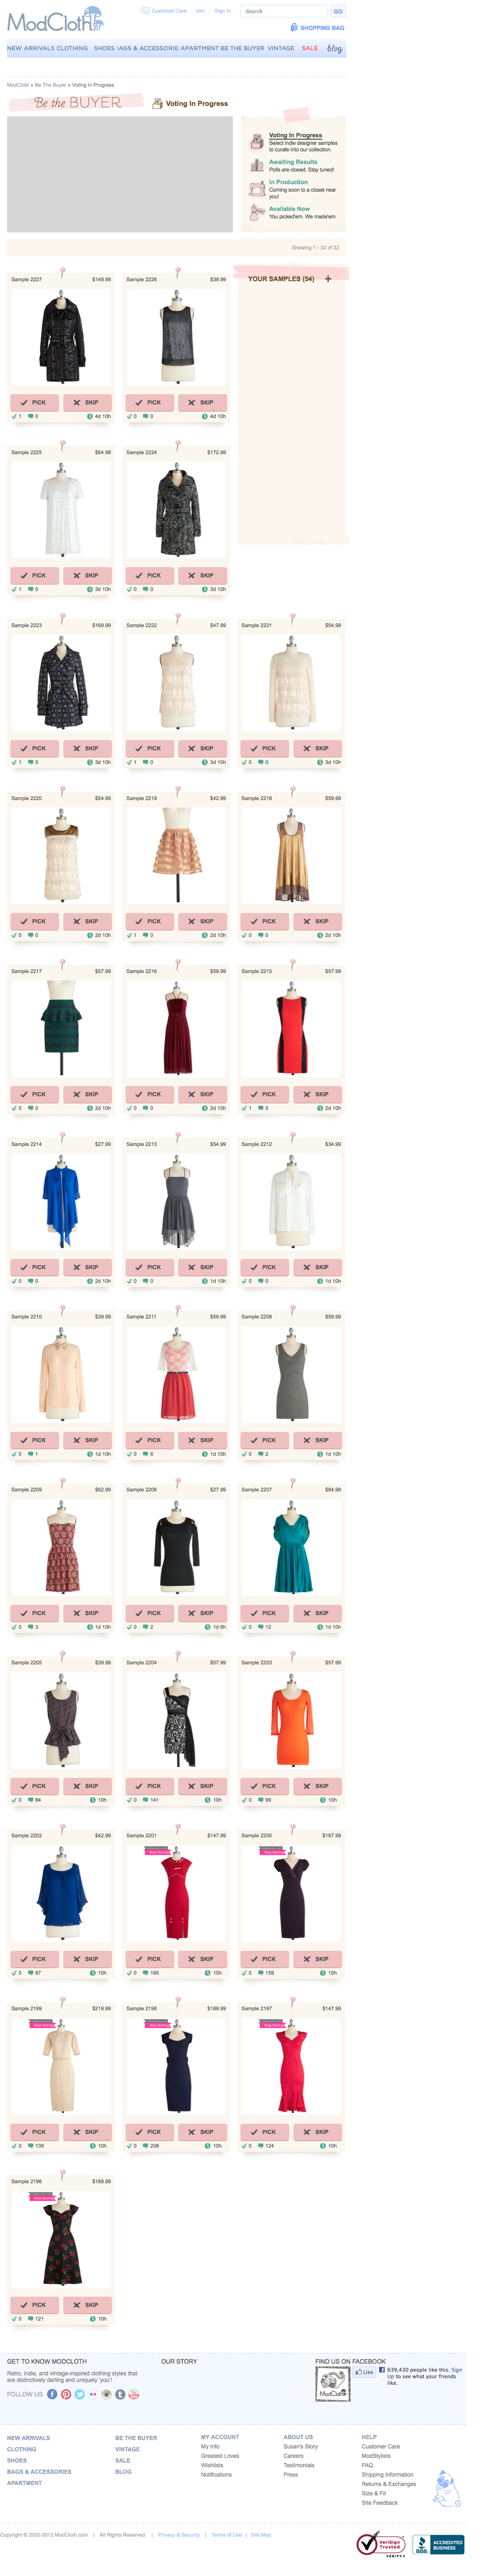 ModCloth
Customer Care Join Sign in Search GO
SHOPPING BAG
NEW ARRIVALS CLOTHING SHOES BAGS & ACCESSORIES APARTMENT BE THE BUYER VINTAGE SALE blog
ModCloth » Be The Buyer » Voting In Progress
Be the BUYER Voting In Progress
Voting In Progress
Select indie designer samples
to curate into our collection.
Awaiting Results
Polls are closed. Stay tuned!
In Production
Coming soon to a closet near
you!
Available Now
You picked'em. We made'em.
Showing 1 - 32 of 32
YOUR SAMPLES (54) +
Sample 2227 $149.99 Sample 2226 $39.99
PICK SKIP PICK SKIP
1 0 4d 10h 0 0 4d 10h
Sample 2225 $64.98 Sample 2224 $172.99
PICK SKIP PICK SKIP
1 0 3d 10h 0 0 3d 10h
Sample 2223 $169.99 Sample 2222 $47.99 Sample 2221 $54.99
PICK SKIP PICK SKIP PICK SKIP
1 0 3d 10h 1 0 3d 10h 0 0 3d 10h
Sample 2220 $54.99 Sample 2219 $42.99 Sample 2218 $59.99
PICK SKIP PICK SKIP PICK SKIP
0 0 2d 10h 1 0 2d 10h 0 0 2d 10h
Sample 2217 $57.99 Sample 2216 $59.99 Sample 2215 $57.99
PICK SKIP PICK SKIP PICK SKIP
0 0 2d 10h 0 0 2d 10h 1 0 2d 10h
Sample 2214 $27.99 Sample 2213 $54.99 Sample 2212 $34.99
PICK SKIP PICK SKIP PICK SKIP
0 0 2d 10h 0 0 1d 10h 0 0 1d 10h
Sample 2210 $39.99 Sample 2211 $59.99 Sample 2208 $59.99
PICK SKIP PICK SKIP PICK SKIP
0 1 1d 10h 0 6 1d 10h 0 2 1d 10h
Sample 2209 $62.99 Sample 2206 $27.99 Sample 2207 $84.99
PICK SKIP PICK SKIP PICK SKIP
0 3 1d 10h 0 2 1d 6h 0 12 1d 10h
Sample 2205 $39.99 Sample 2204 $57.99 Sample 2203 $57.99
PICK SKIP PICK SKIP PICK SKIP
0 84 10h 0 141 10h 0 99 10h
Sample 2202 $42.99 Sample 2201 $147.99 Sample 2200 $167.99
PICK SKIP PICK SKIP PICK SKIP
0 87 10h 0 165 10h 0 159 10h
Sample 2199 $219.99 Sample 2198 $189.99 Sample 2197 $147.99
PICK SKIP PICK SKIP PICK SKIP
0 139 10h 0 208 10h 0 124 10h
Sample 2196 $189.99
PICK SKIP
0 121 10h
GET TO KNOW MODCLOTH OUR STORY FIND US ON FACEBOOK
Retro, indie, and vintage-inspired clothing styles that
are distinctively darling and uniquely 'you'!
FOLLOW US
Like 639,430 people like this. Sign
Up to see what your friends
like.
NEW ARRIVALS
CLOTHING
SHOES
BAGS & ACCESSORIES
APARTMENT
BE THE BUYER
VINTAGE
SALE
BLOG
MY ACCOUNT
My Info
Greatest Loves
Wishlists
Notifications
ABOUT US
Susan's Story
Careers
Testimonials
Press
HELP
Customer Care
ModStylists
FAQ
Shipping Information
Returns & Exchanges
Size & Fit
Site Feedback
Copyright © 2002-2012 ModCloth.com | All Rights Reserved. | Privacy & Security | Terms of Use | Site Map
VeriSign
Trusted
VERIFY
BBB. ACCREDITED
BUSINESS